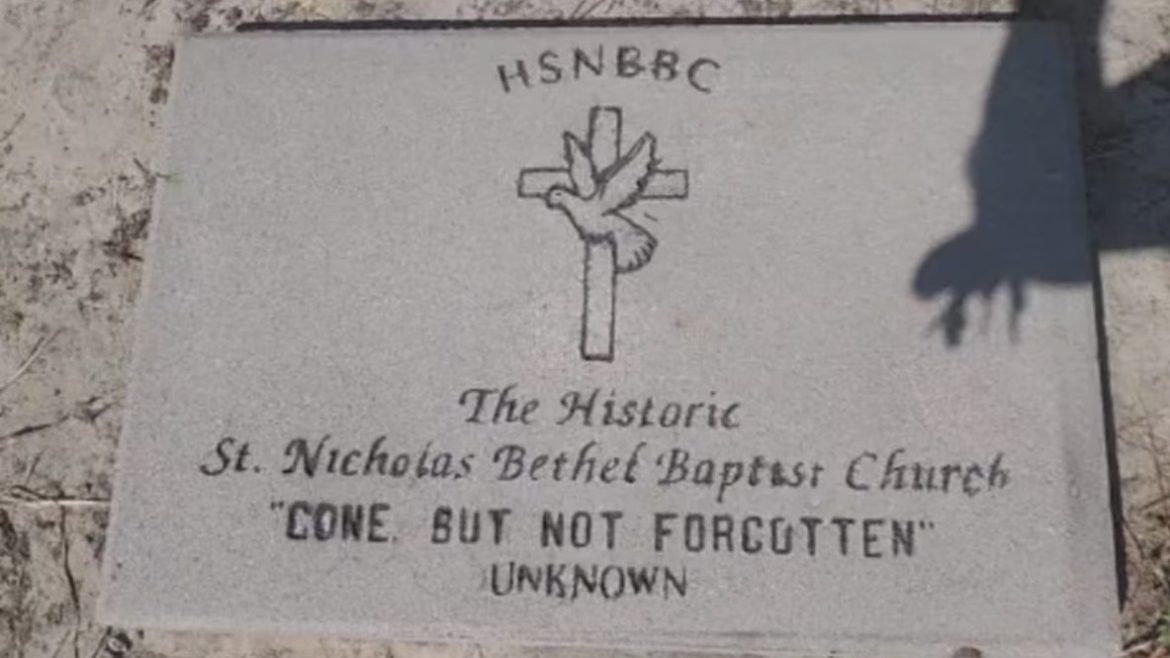 HSNBBC
The Historic
St. Nicholas Bethel Baptist Church
"GONE, BUT NOT FORGOTTEN"
UNKNOWN